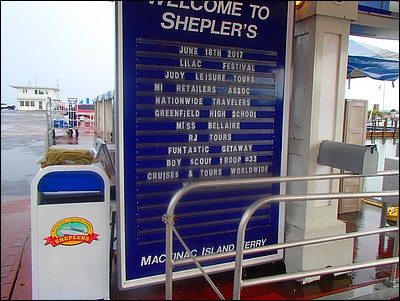 WELCOME TO
SHEPLER'S
JUNE 18TH 2017
LILAC FESTIVAL
JUDY LEISURE TOURS
MI RETAILERS ASSOC
NATIONWIDE TRAVELERS
GREENFIELD HIGH SCHOOL
MISS BELLAIRE
RJ TOURS
FUNTASTIC GETAWAY
BOY SCOUT TROOP #33
CRUISES & TOURS WORLDWIDE
MACKINAC ISLAND FERRY
SHEPLER'S